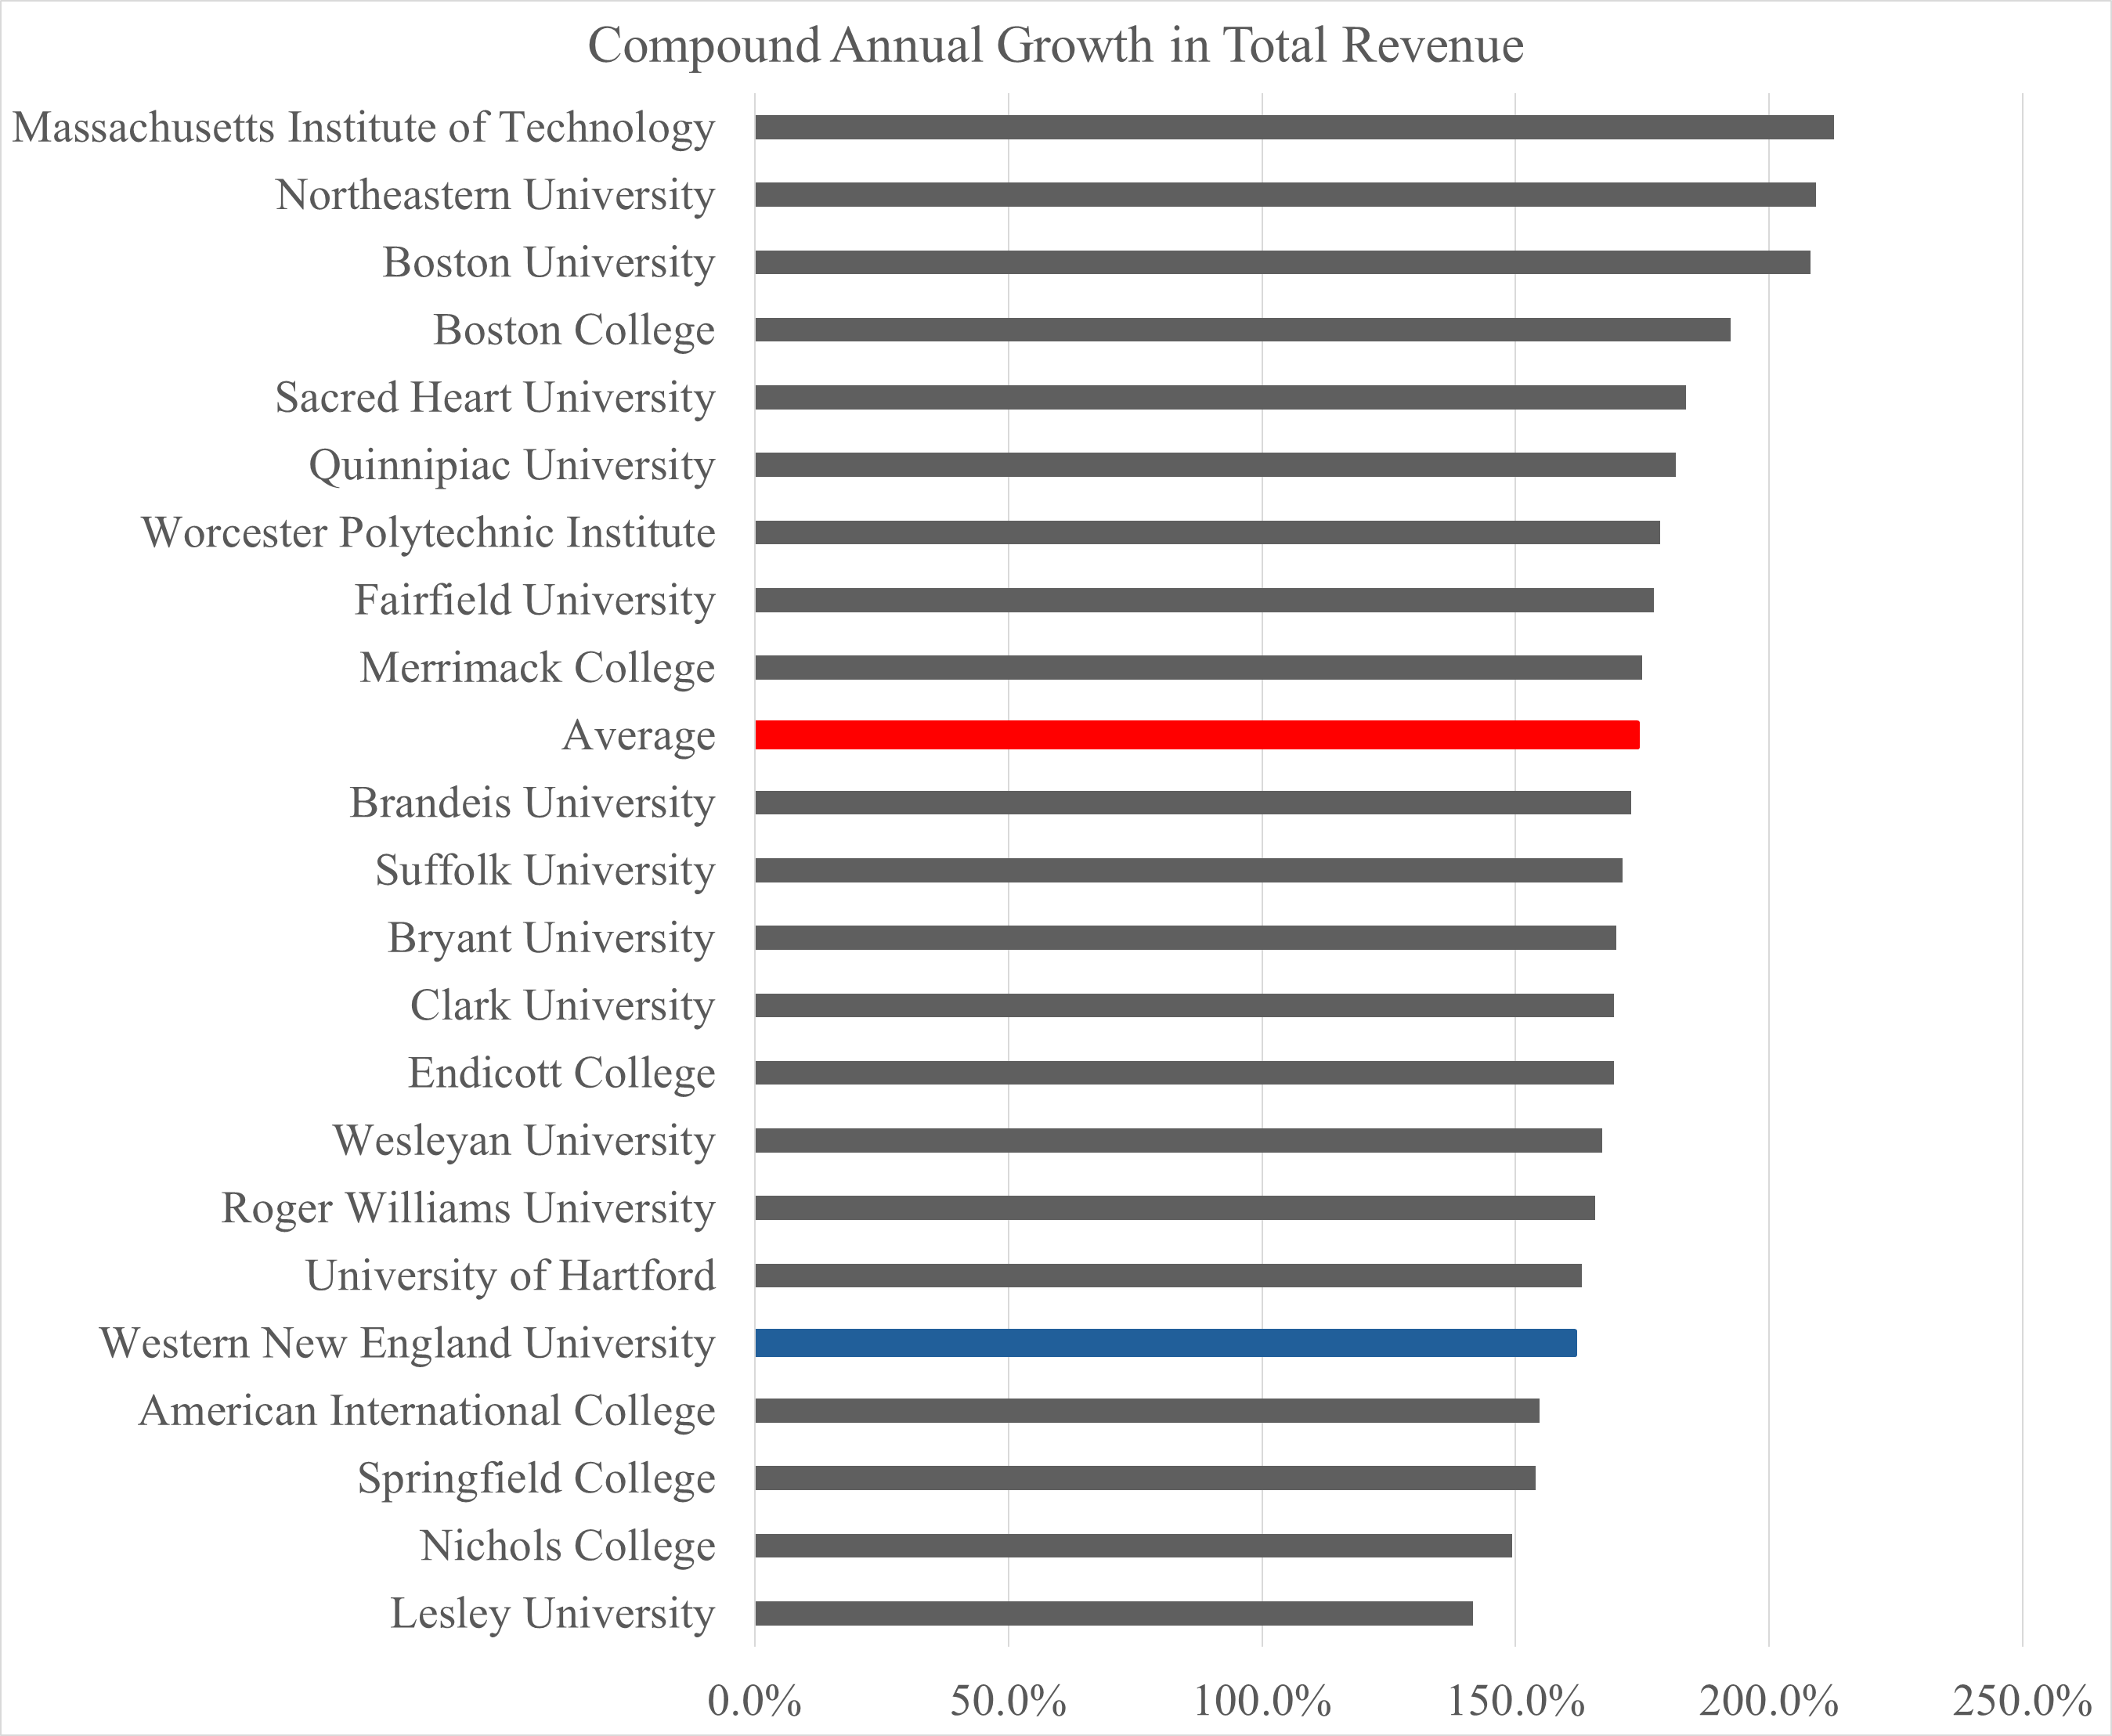 Compound Annual Growth in Total Revenue
Massachusetts Institute of Technology
Northeastern University
Boston University
Boston College
Sacred Heart University
Quinnipiac University
Worcester Polytechnic Institute
Fairfield University
Merrimack College
Average
Brandeis University
Suffolk University
Bryant University
Clark University
Endicott College
Wesleyan University
Roger Williams University
University of Hartford
Western New England University
American International College
Springfield College
Nichols College
Lesley University
0.0% 50.0% 100.0% 150.0% 200.0% 250.0%